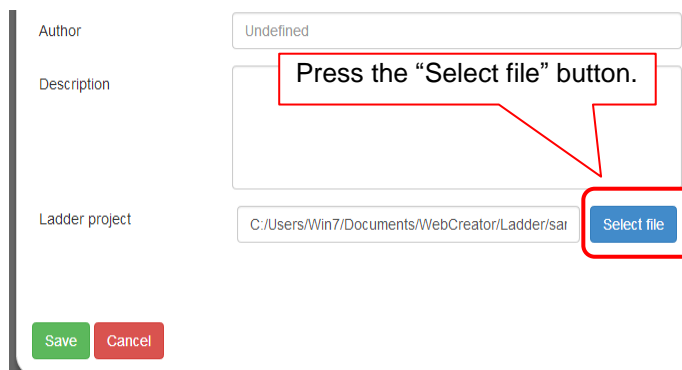 Author
Undefined
Press the “Select file” button.
Description
Ladder project
C:/Users/Win7/Documents/WebCreator/Ladder/sar
Select file
Save
Cancel